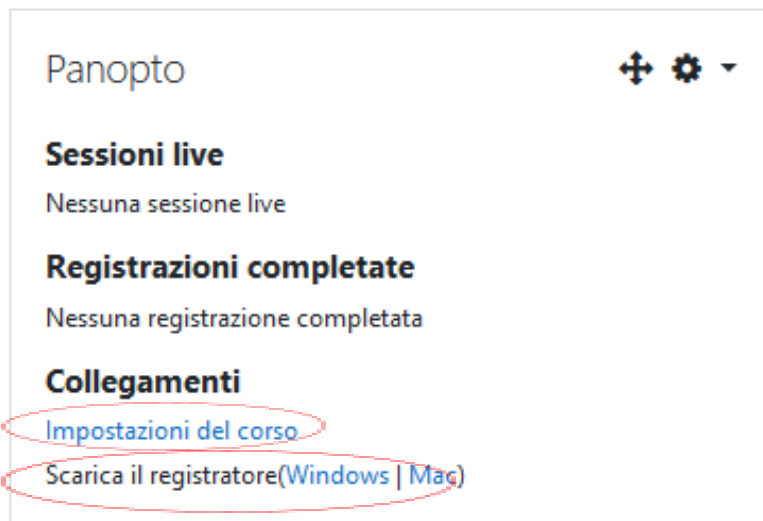 Panopto
Sessioni live
Nessuna sessione live
Registrazioni completate
Nessuna registrazione completata
Collegamenti
Impostazioni del corso
Scarica il registratore(Windows | Mac)